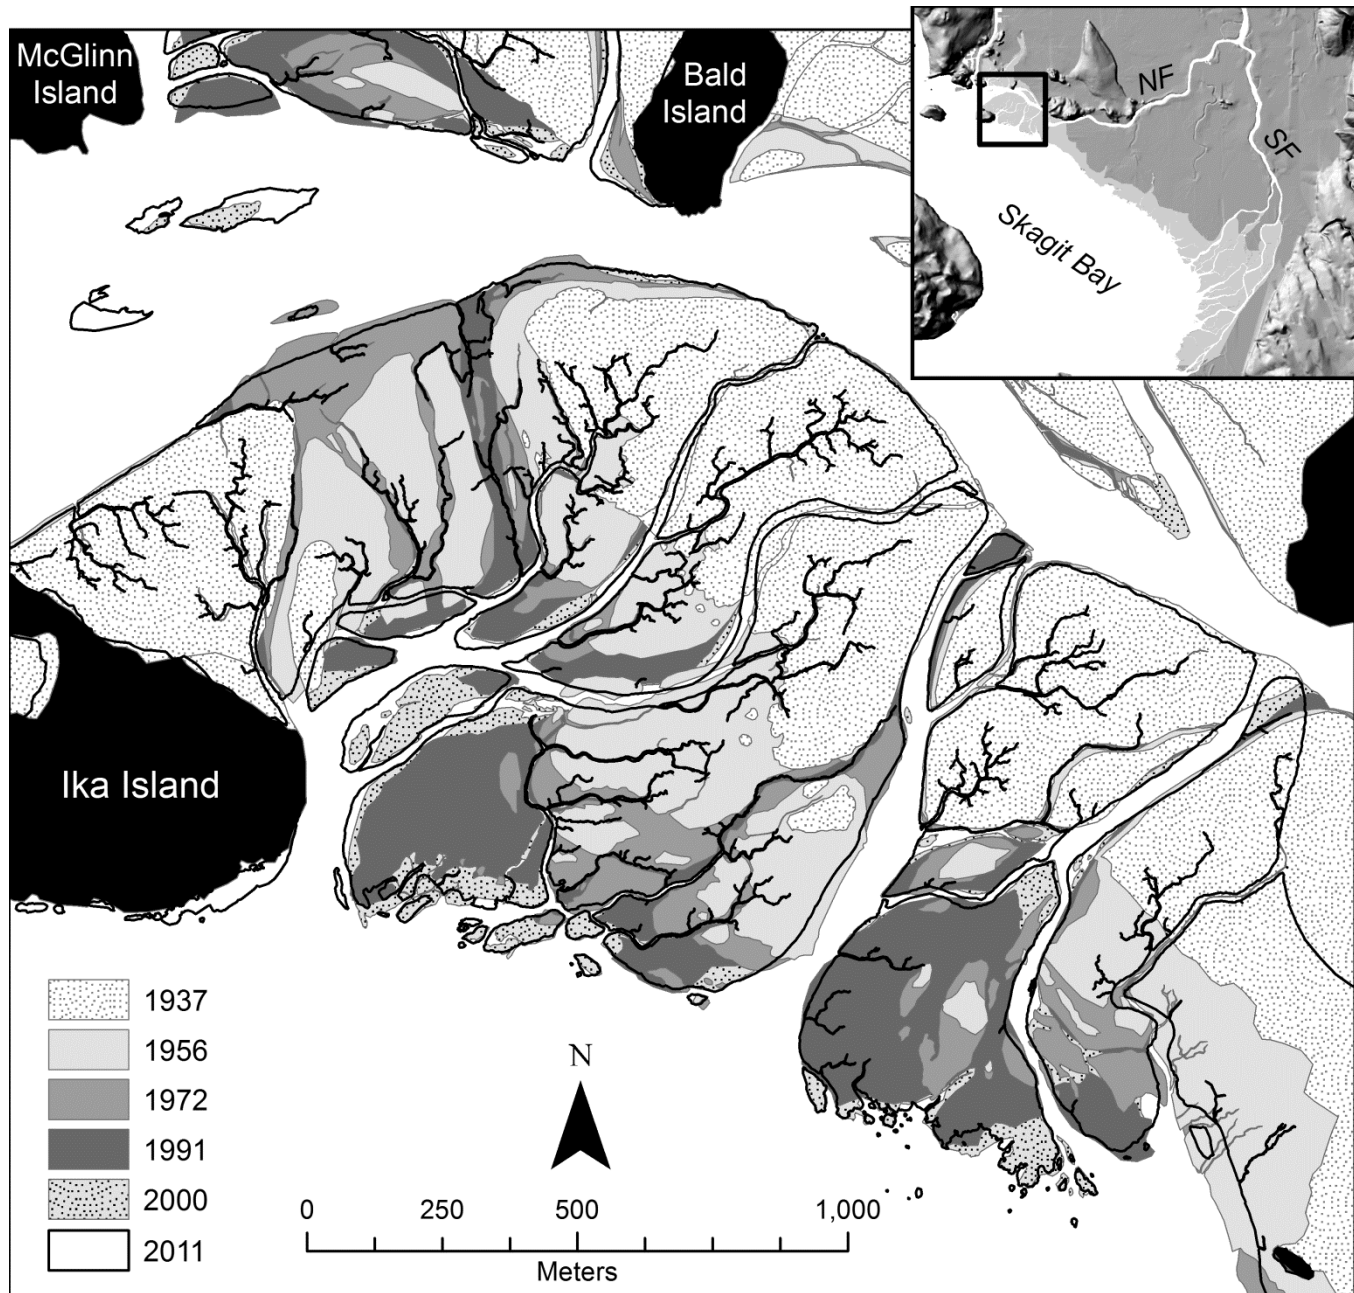 McGlinn
Island
Bald
Island
NF
SF
Skagit Bay
Ika Island
1937
1956
1972
1991
2000
2011
N
0 250 500 1,000
Meters